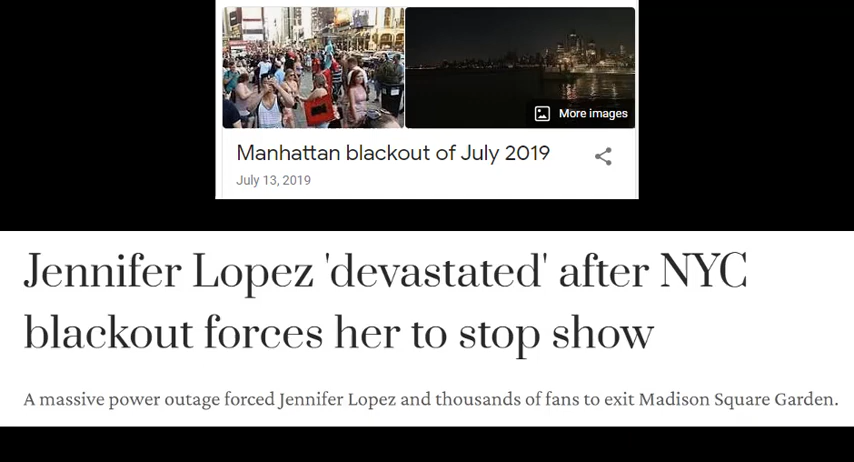 More images
Manhattan blackout of July 2019
July 13, 2019
Jennifer Lopez 'devastated' after NYC
blackout forces her to stop show
A massive power outage forced Jennifer Lopez and thousands of fans to exit Madison Square Garden.